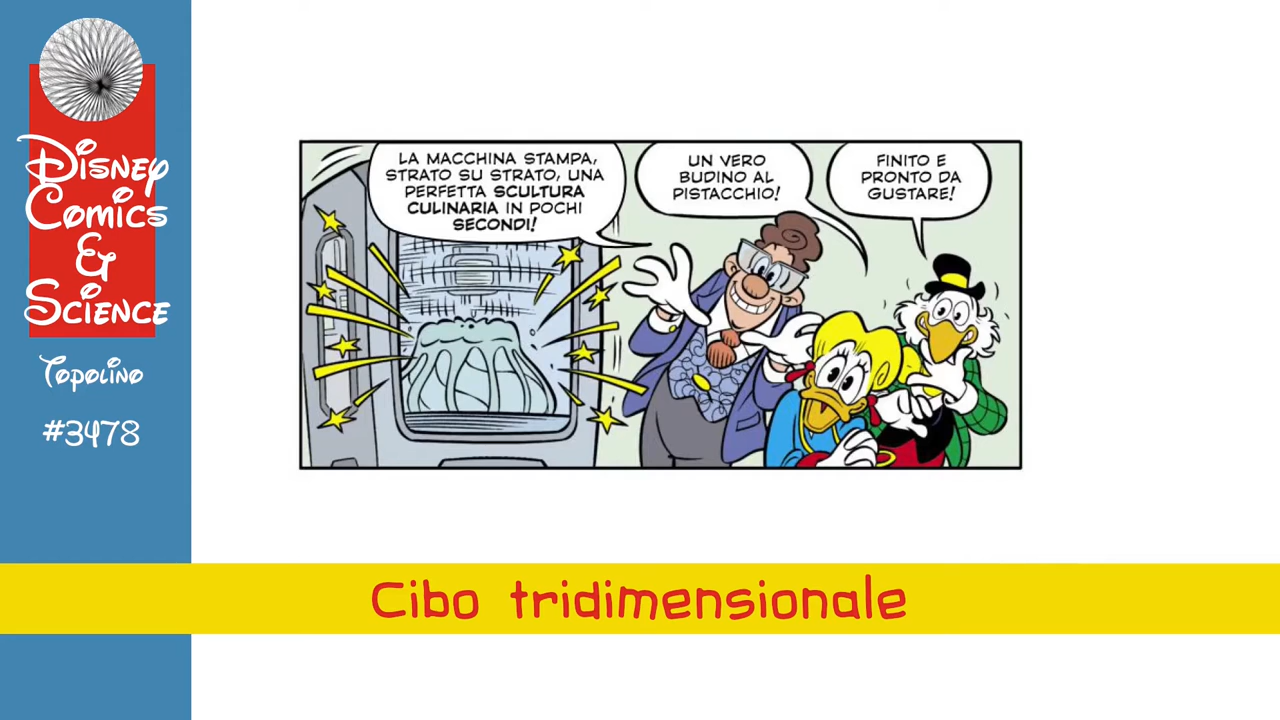 Disney
Comics
&
Science
Topolino
#3478
LA MACCHINA STAMPA,
STRATO SU STRATO, UNA
PERFETTA SCULTURA
CULINARIA IN POCHI
SECONDI!
UN VERO
BUDINO AL
PISTACCHIO!
FINITO E
PRONTO DA
GUSTARE!
Cibo tridimensionale